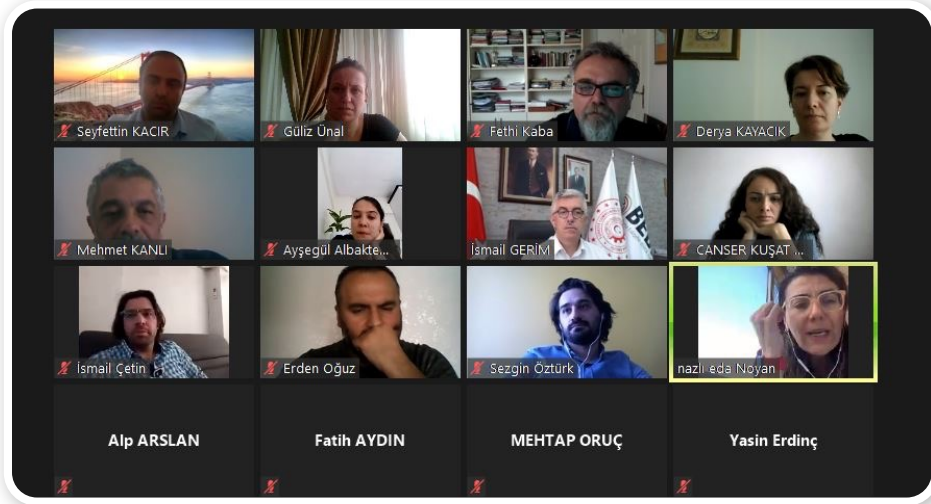 Seyfettin KACIR
Güliz Ünal
Fethi Kaba
Derya KAYACIK
Mehmet KANLI
Ayşegül Albakte...
İsmail GERİM
CANSER KUŞAT ...
İsmail Çetin
Erden Oğuz
Sezgin Öztürk
nazlı eda Noyan
Alp ARSLAN
Fatih AYDIN
MEHTAP ORUÇ
Yasin Erdinç